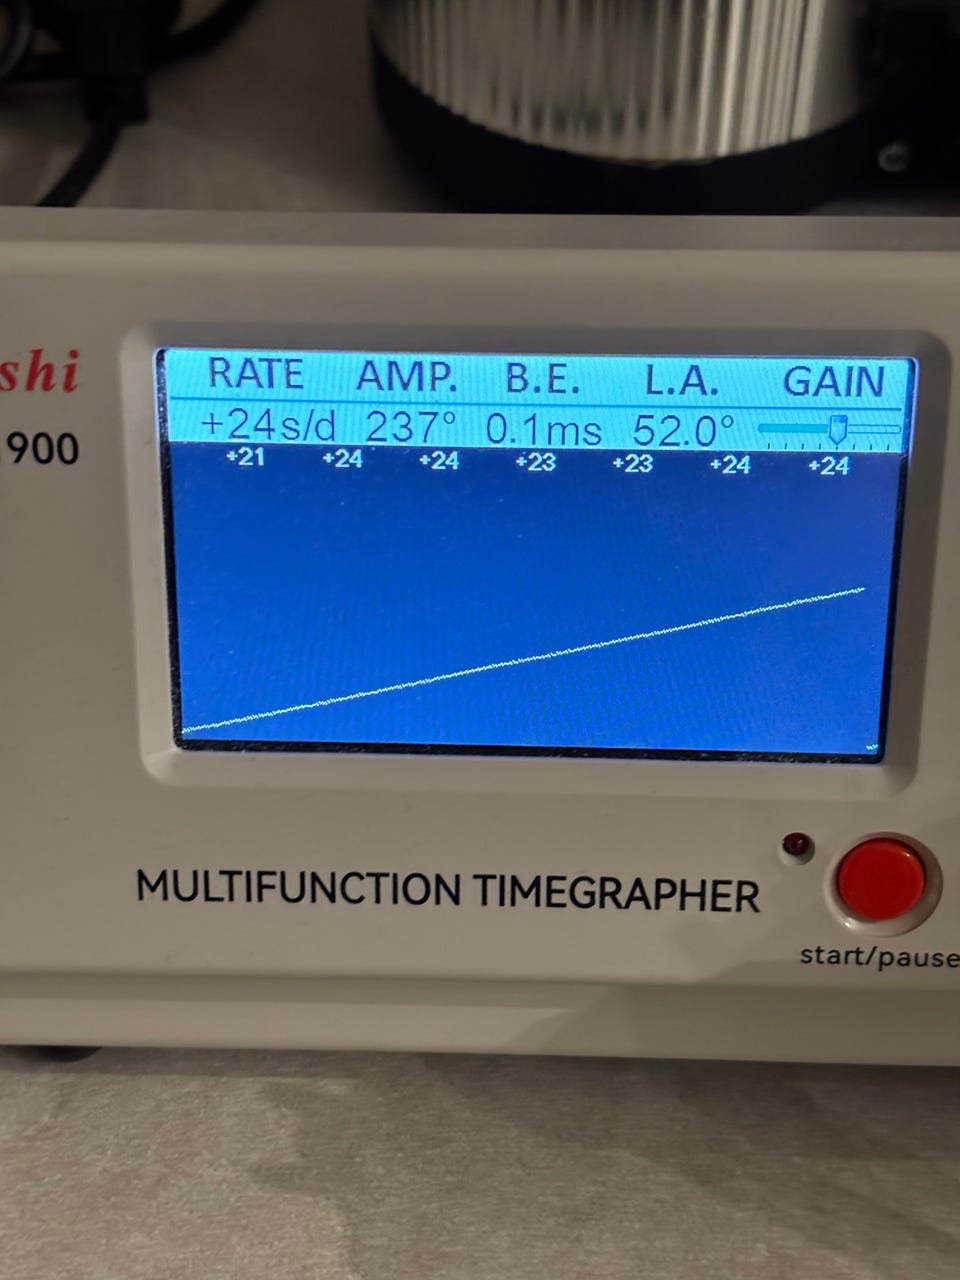 shi
900
RATE AMP. B.E. L.A. GAIN
+24s/d 237° 0.1ms 52.0°
+21 +24 +24 +23 +23 +24 +24
MULTIFUNCTION TIMEGRAPHER
start/pause